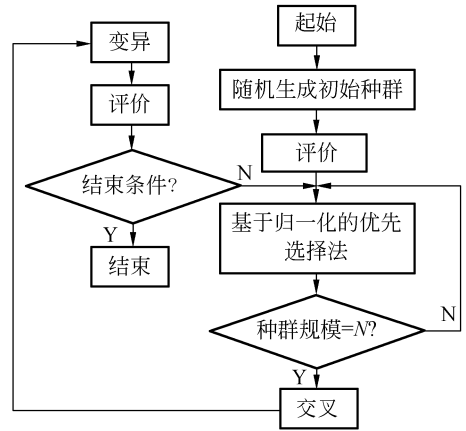 起始
随机生成初始种群
评价
基于归一化的优先
选择法
种群规模=N?
N
Y
交叉
变异
评价
结束条件?
N
Y
结束